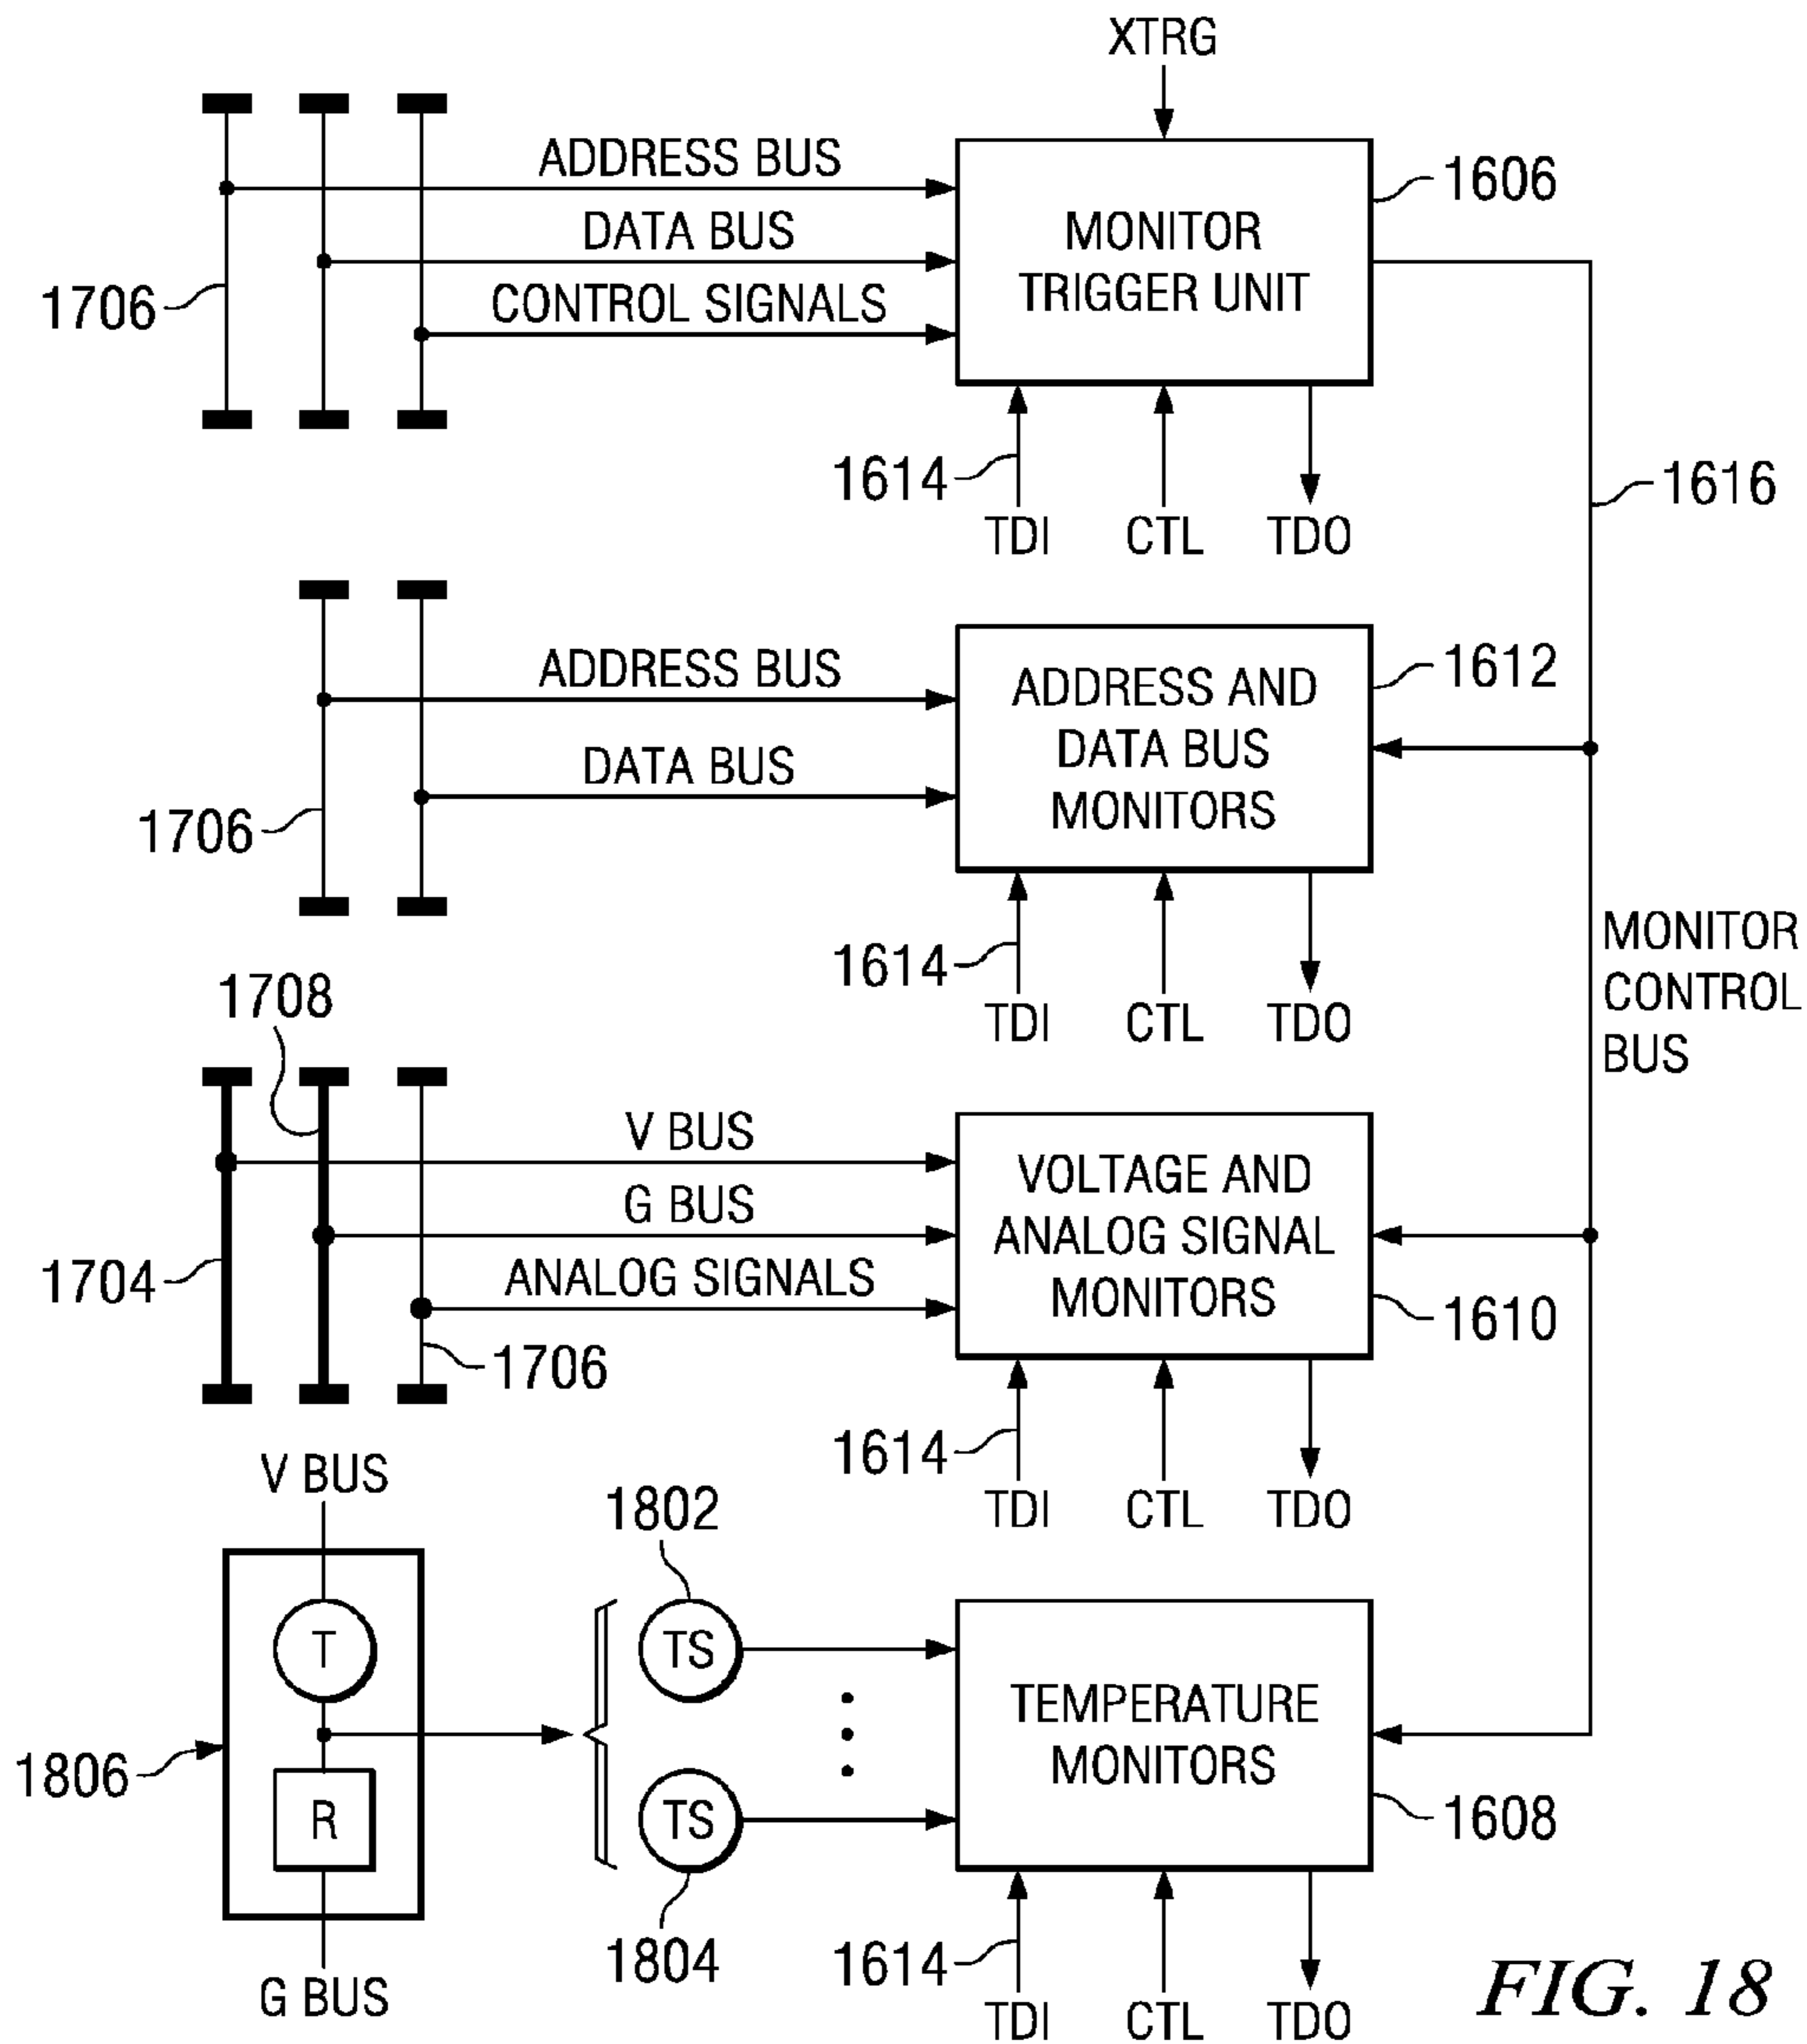 XTRG
ADDRESS BUS
DATA BUS
CONTROL SIGNALS
MONITOR
TRIGGER UNIT
1606
1706
1614
TDI
CTL
TDO
1616
ADDRESS BUS
DATA BUS
ADDRESS AND
DATA BUS
MONITORS
1612
1706
1614
TDI
CTL
TDO
MONITOR
CONTROL
BUS
1708
V BUS
G BUS
ANALOG SIGNALS
VOLTAGE AND
ANALOG SIGNAL
MONITORS
1704
1706
1610
1614
TDI
CTL
TDO
V BUS
T
R
G BUS
1806
1802
TS
TS
1804
TEMPERATURE
MONITORS
1608
1614
TDI
CTL
TDO
FIG. 18